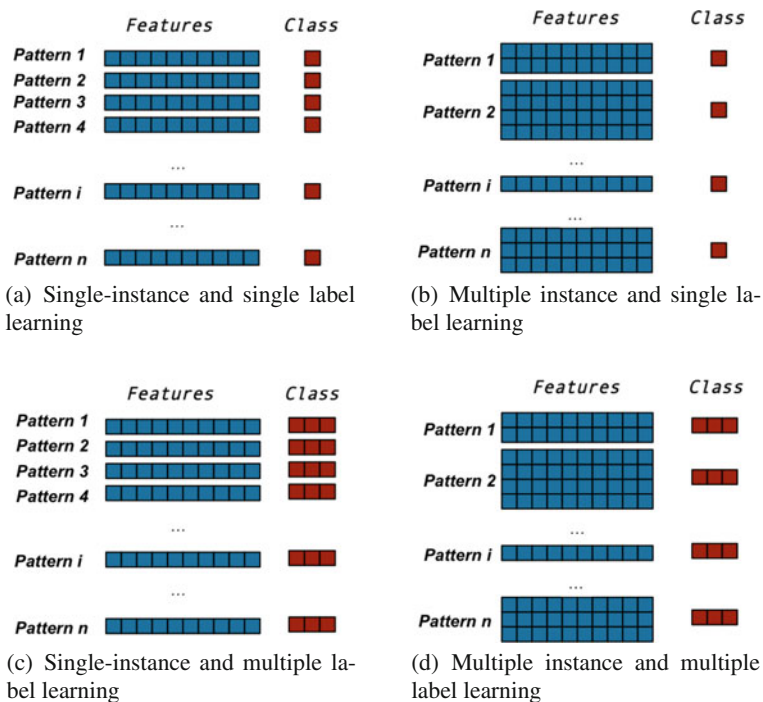 Features Class
Pattern 1
Pattern 2
Pattern 3
Pattern 4
...
Pattern i
...
Pattern n
(a) Single-instance and single label
learning
Features Class
Pattern 1
Pattern 2
...
Pattern i
...
Pattern n
(b) Multiple instance and single la-
bel learning
Features Class
Pattern 1
Pattern 2
Pattern 3
Pattern 4
...
Pattern i
...
Pattern n
(c) Single-instance and multiple la-
bel learning
Features Class
Pattern 1
Pattern 2
...
Pattern i
...
Pattern n
(d) Multiple instance and multiple
label learning